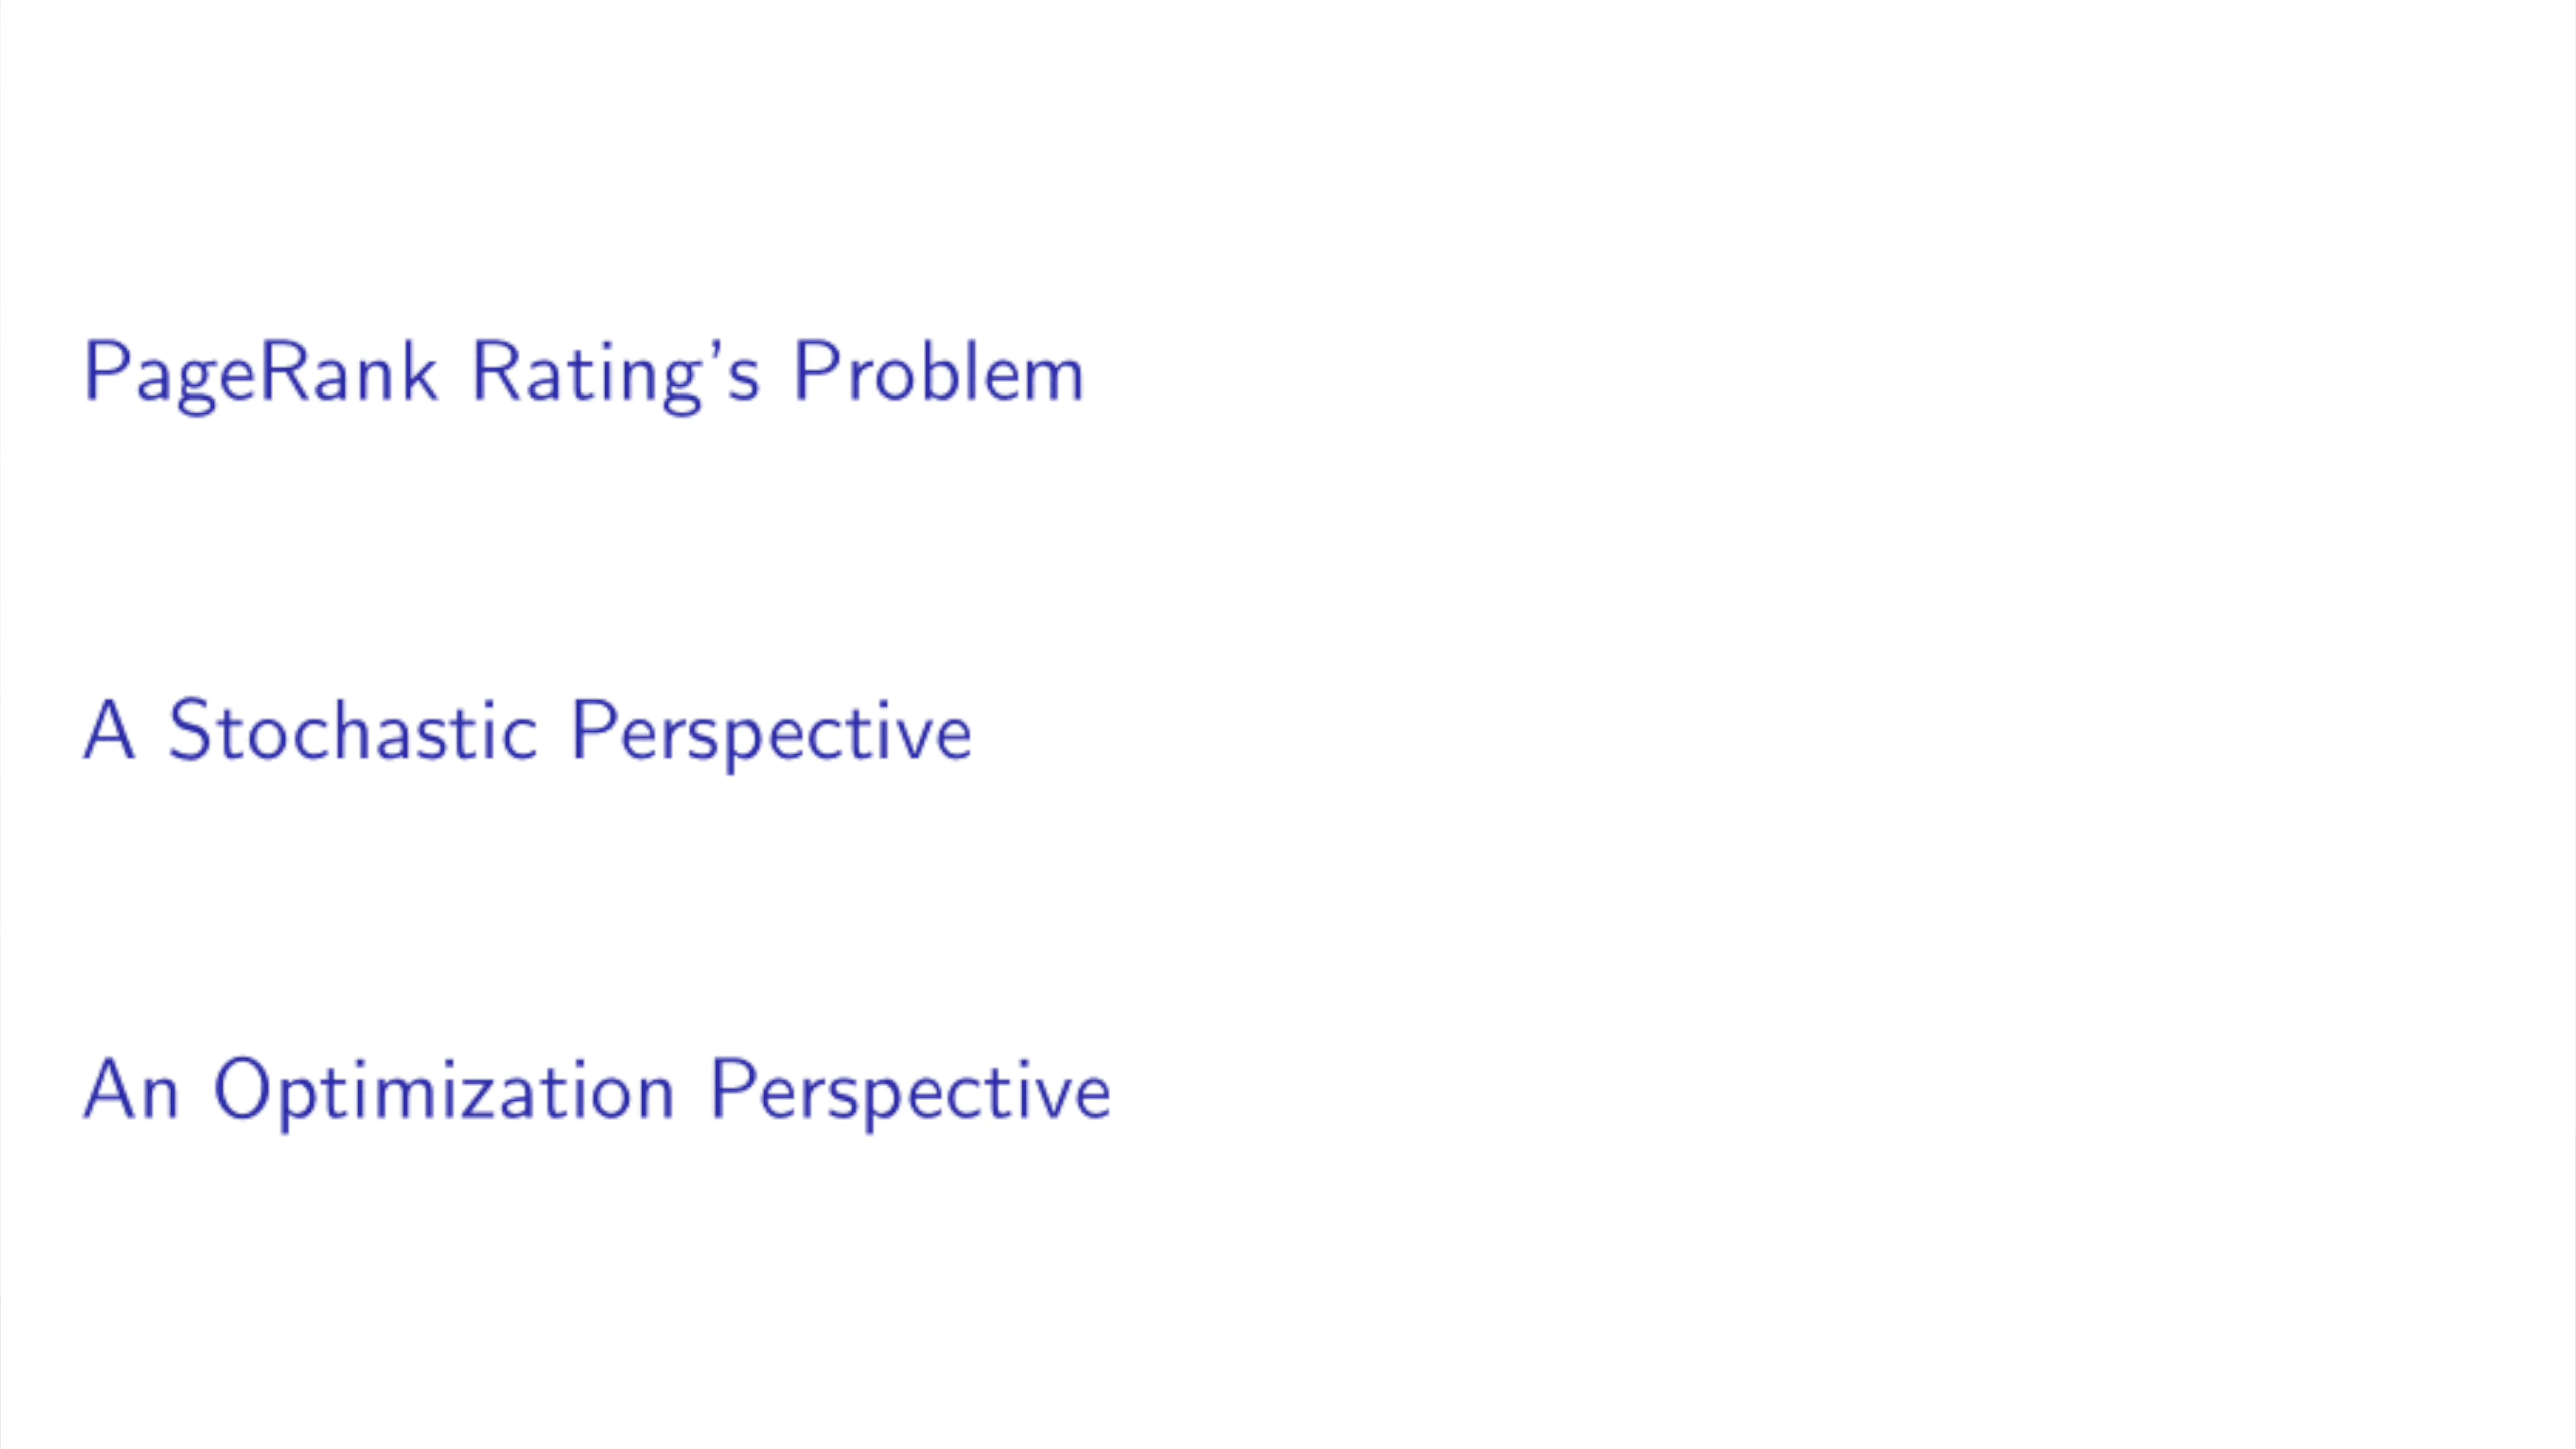 PageRank Rating's Problem
A Stochastic Perspective
An Optimization Perspective